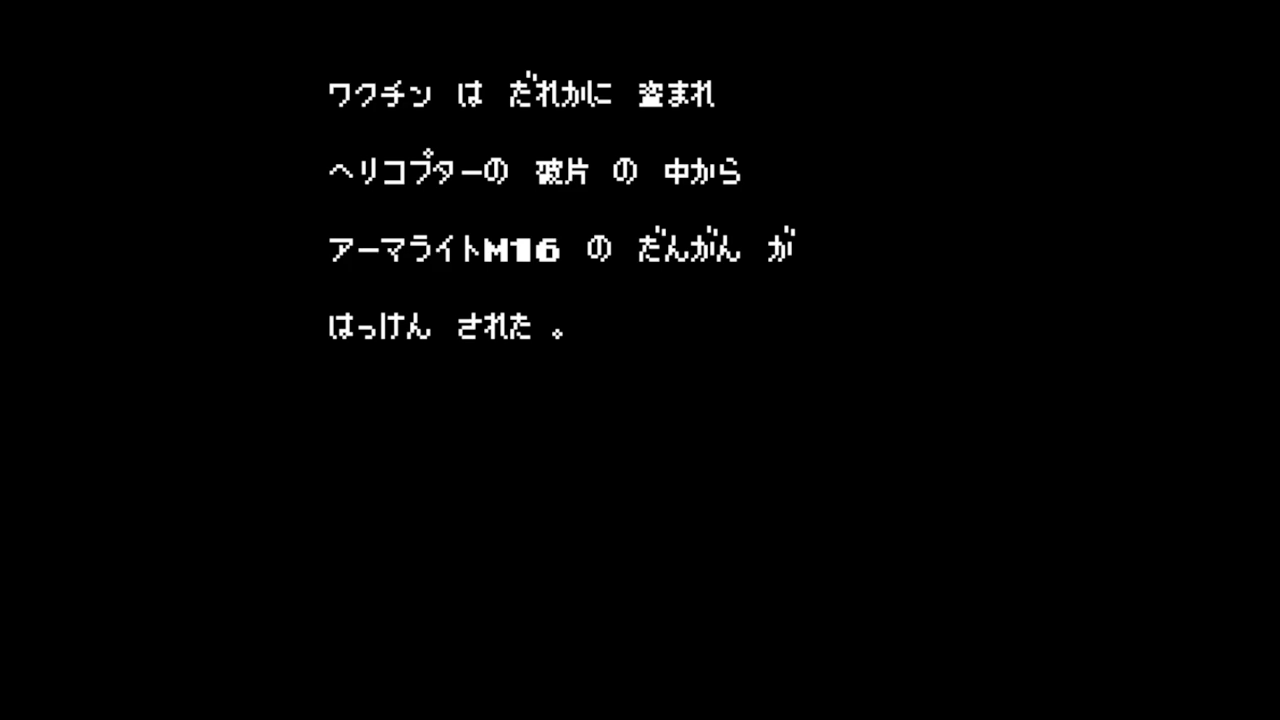 ワクチン は だれかに 盗まれ
ヘリコプターの 破片 の 中から
アーマライトM16 の だんがん が
はっけん された 。